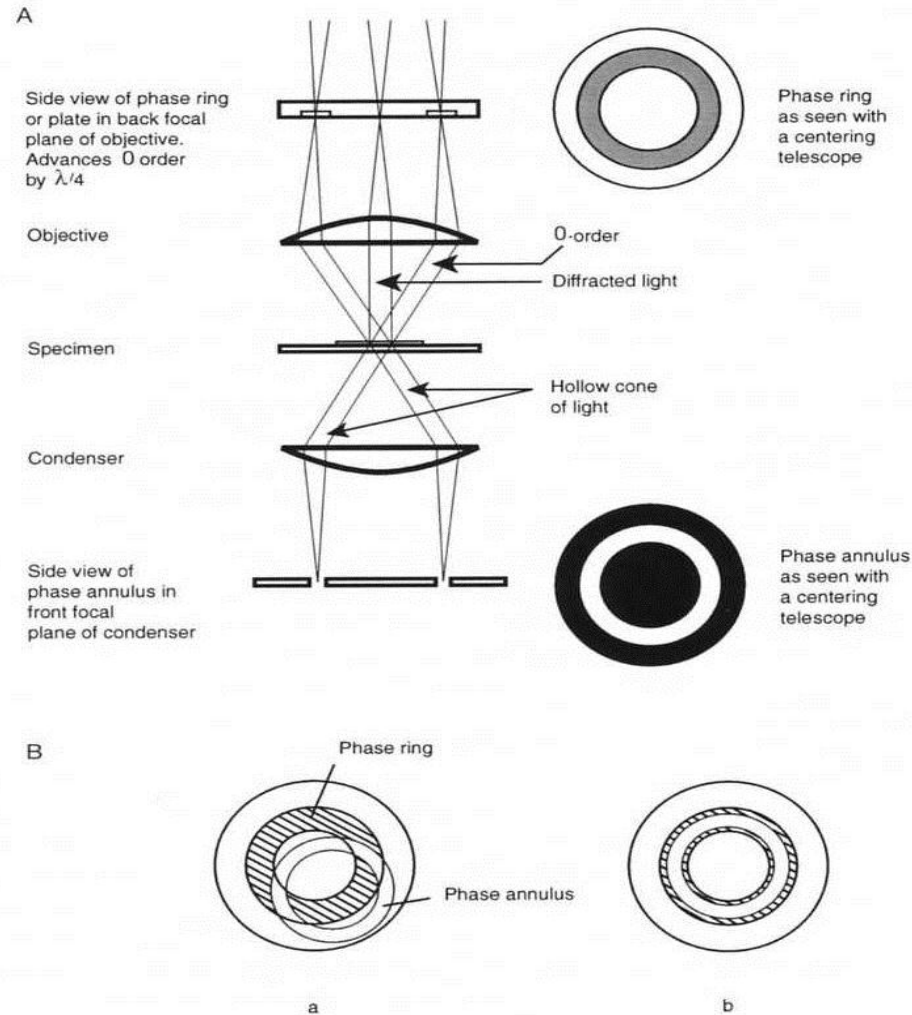 A
Side view of phase ring
or plate in back focal
plane of objective.
Advances 0 order
by λ/4
Phase ring
as seen with
a centering
telescope
Objective
0-order
Diffracted light
Specimen
Hollow cone
of light
Condenser
Side view of
phase annulus in
front focal
plane of condenser
Phase annulus
as seen with
a centering
telescope
B
Phase ring
Phase annulus
a
b